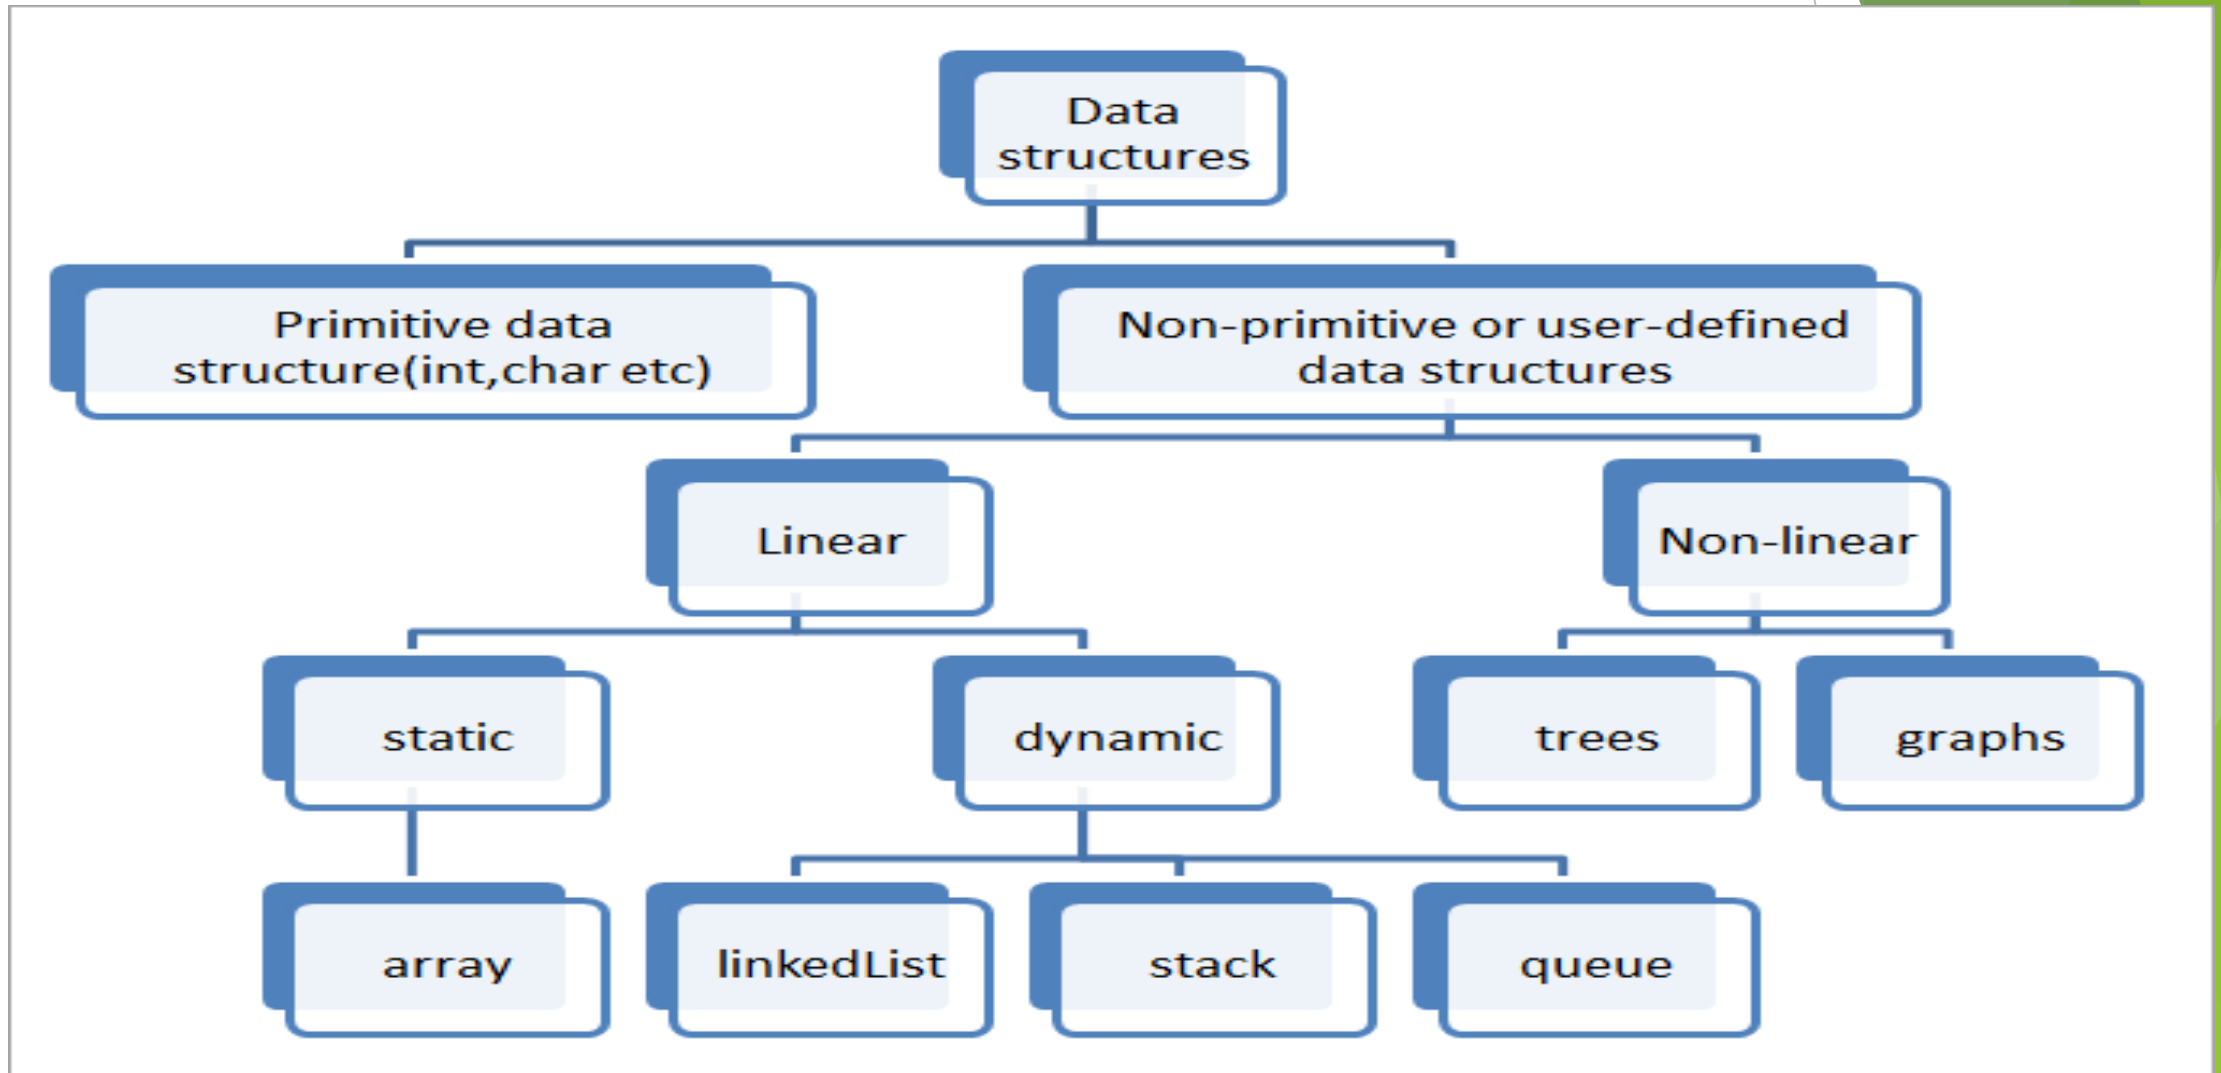 Data
structures
Primitive data
structure(int,char etc)
Non-primitive or user-defined
data structures
Linear
Non-linear
static
dynamic
trees
graphs
array
linkedList
stack
queue